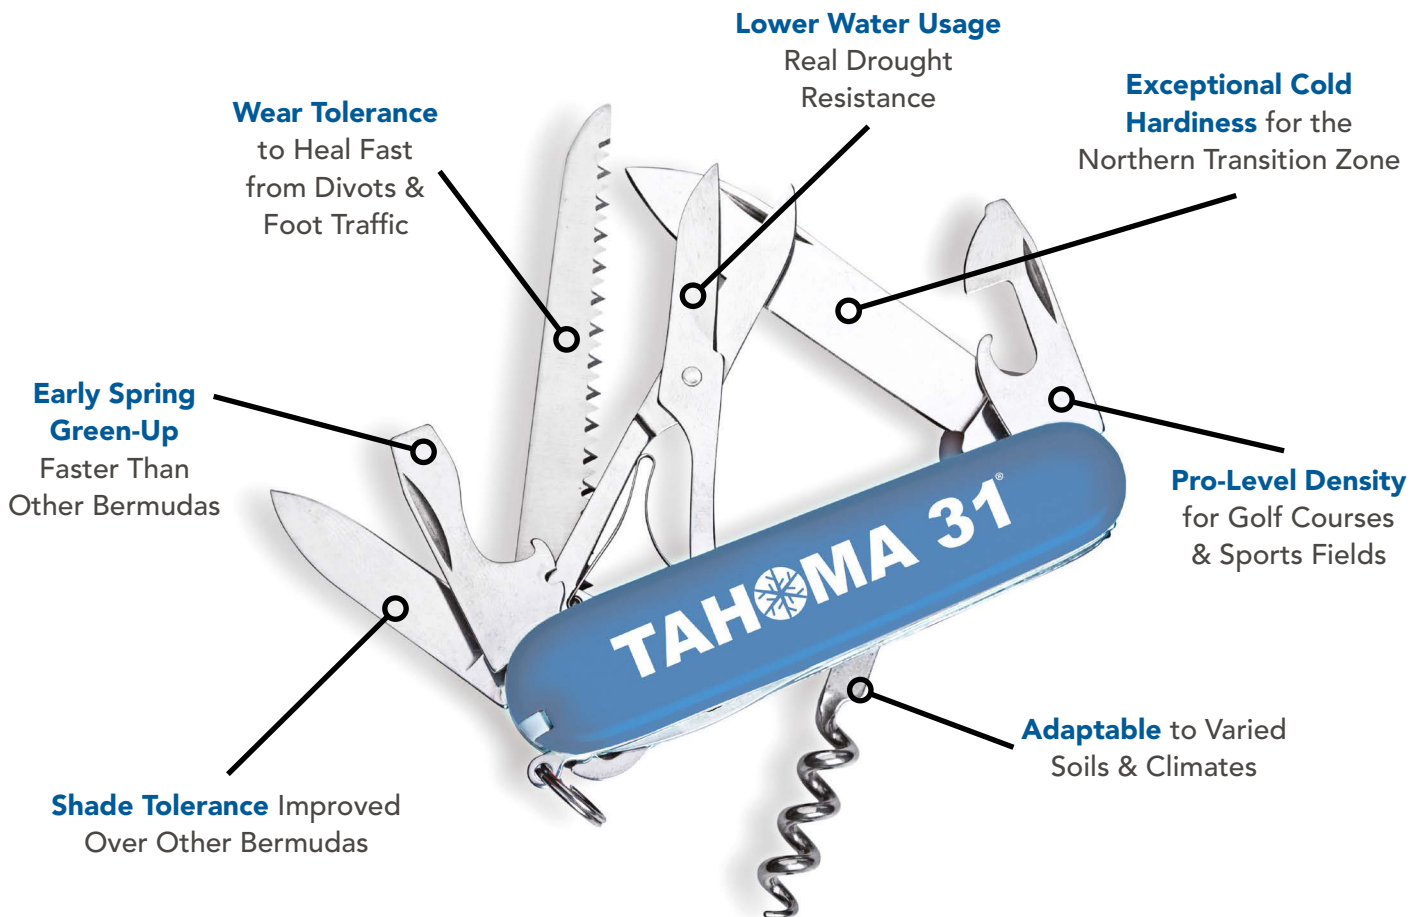 Lower Water Usage
Real Drought
Resistance
Exceptional Cold
Hardiness for the
Northern Transition Zone
Wear Tolerance
to Heal Fast
from Divots &
Foot Traffic
Early Spring
Green-Up
Faster Than
Other Bermudas
Pro-Level Density
for Golf Courses
& Sports Fields
TAHOMA 31®
Adaptable to Varied
Soils & Climates
Shade Tolerance Improved
Over Other Bermudas